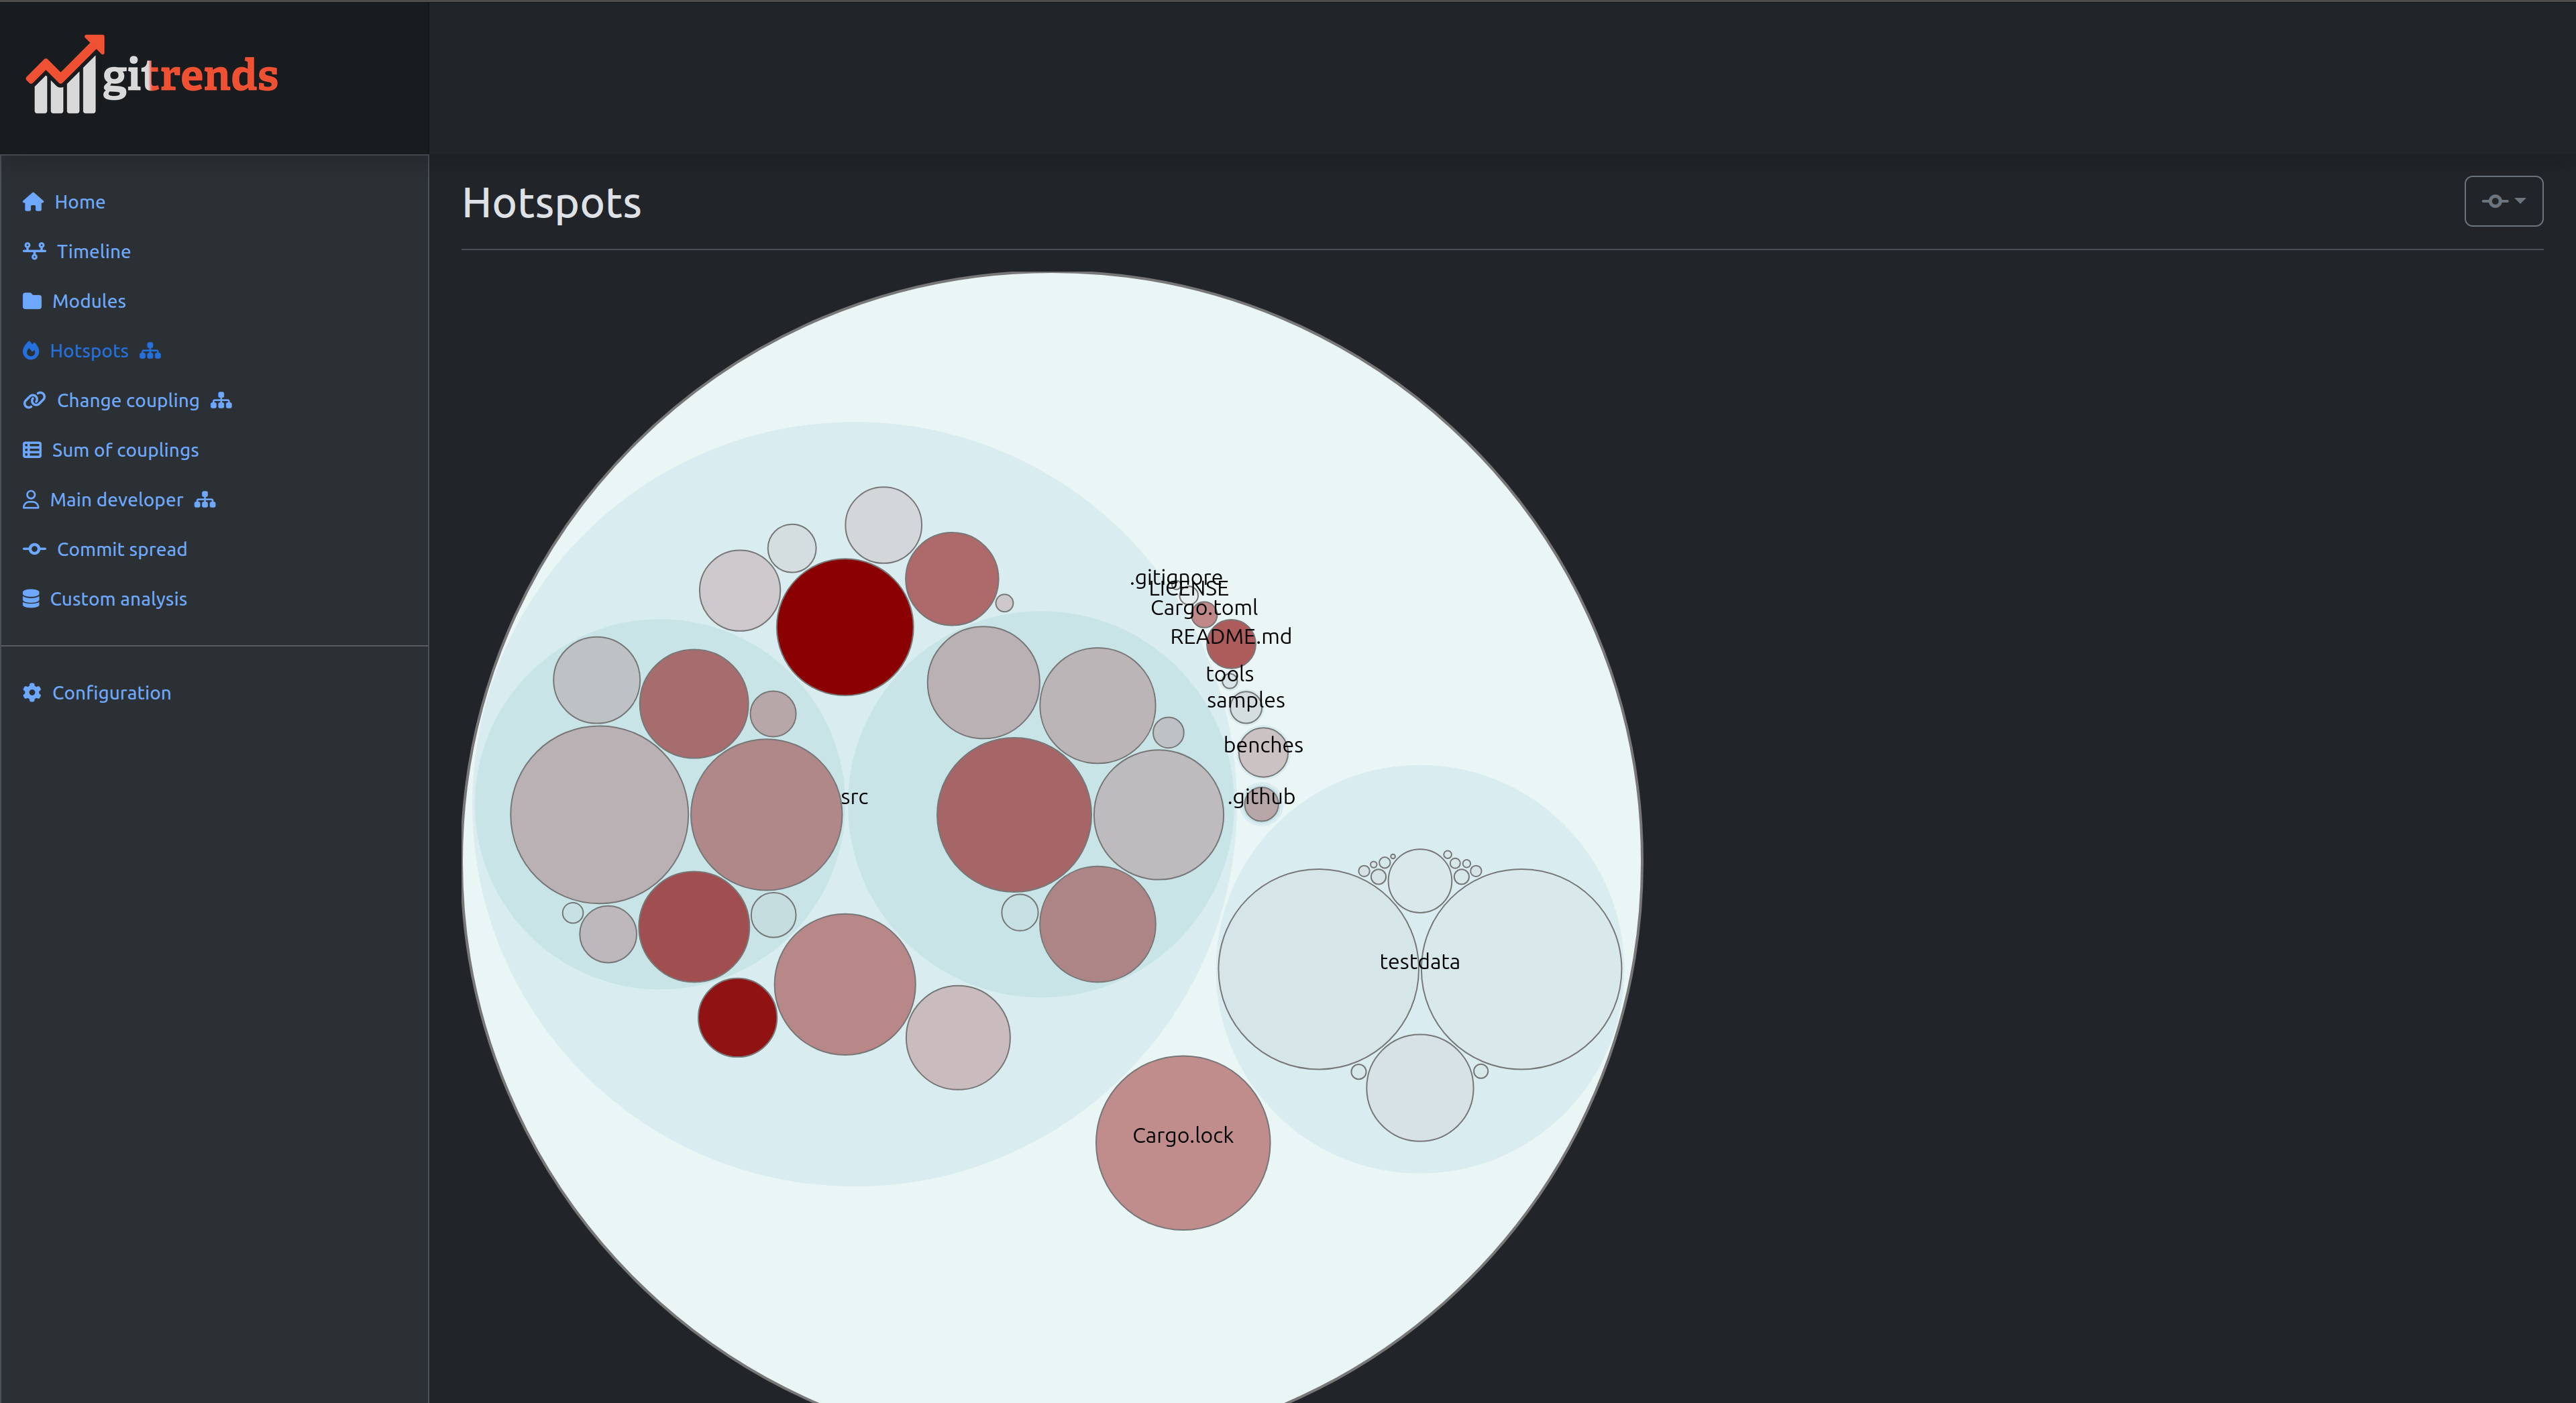 gitrends
Home
Timeline
Modules
Hotspots
Change coupling
Sum of couplings
Main developer
Commit spread
Custom analysis
Configuration
Hotspots
.gitignore
LICENSE
Cargo.toml
README.md
tools
samples
benches
.github
src
testdata
Cargo.lock